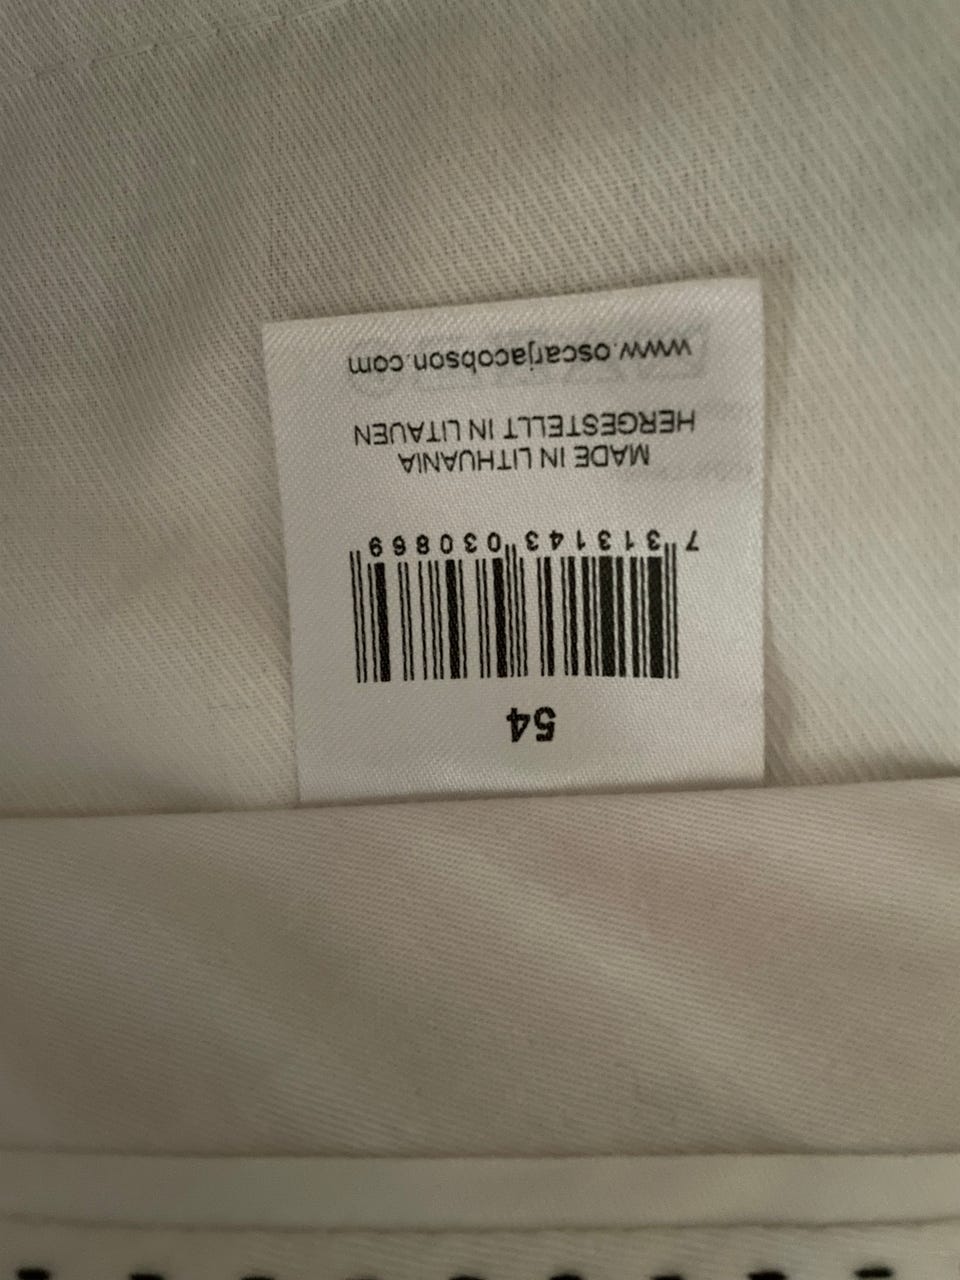 54
7 313143 030869
MADE IN LITHUANIA
HERGESTELLT IN LITAUEN
www.oscarjacobson.com